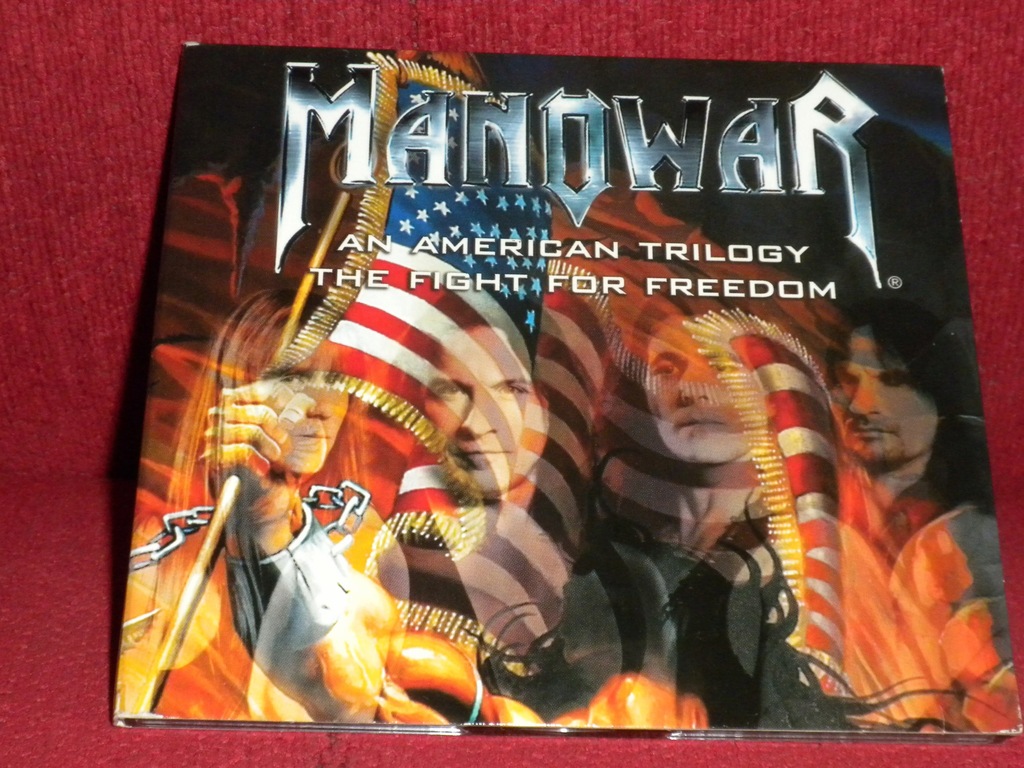 MANOWAR
AN AMERICAN TRILOGY
THE FIGHT FOR FREEDOM
®